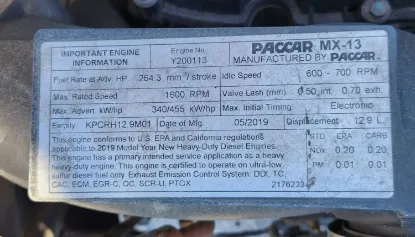 IMPORTANT ENGINE INFORMATION
Engine No. Y200113
PACCAR MX-13
MANUFACTURED BY PACCAR
Fuel Rate at Adv. HP 264.3 mm³/stroke Idle Speed 600 - 700 RPM
Max. Rated Speed 1600 RPM Valve Lash (mm) 0.50 int. 0.70 exh.
Max. Advert. kW/hp 340/455 kW/hp Max. Initial Timing Electronic
Family KPCRH12.9M01 Date of Mfg. 05/2019 Displacement 12.9 L
This engine conforms to U.S. EPA and California regulations
applicable to 2019 Model Year New Heavy-Duty Diesel Engines.
This engine has a primary intended service application as a heavy
heavy-duty engine. This engine is certified to operate on ultra-low
sulfur diesel fuel only. Exhaust Emission Control System: DDI, TC,
CAC, ECM, EGR-C, OC, SCR-U, PTOX
2176233
STD EPA CARB
NOx 0.20 0.20
PM 0.01 0.01